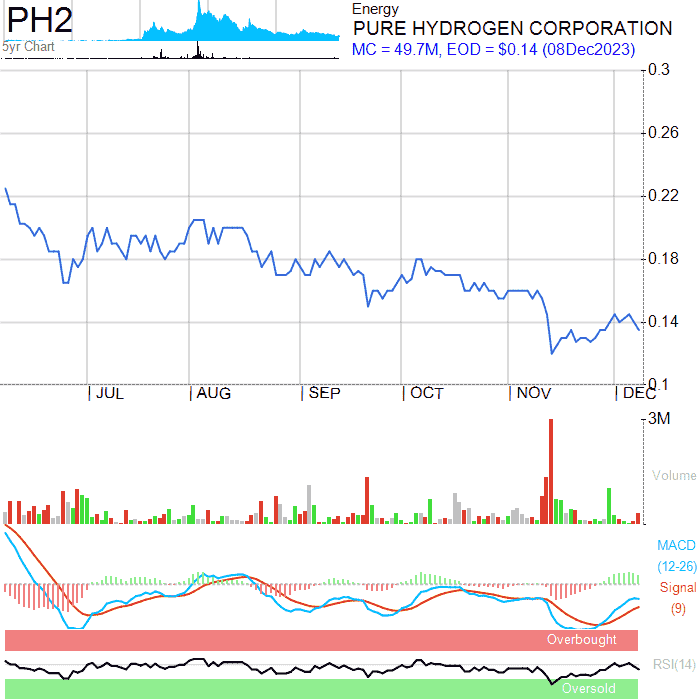 PH2
5yr Chart
Energy
PURE HYDROGEN CORPORATION
MC = 49.7M, EOD = $0.14 (08Dec2023)
0.3
0.26
0.22
0.18
0.14
0.1
JUL AUG SEP OCT NOV DEC
3M
Volume
MACD
(12-26)
Signal
(9)
Overbought
RSI(14)
Oversold